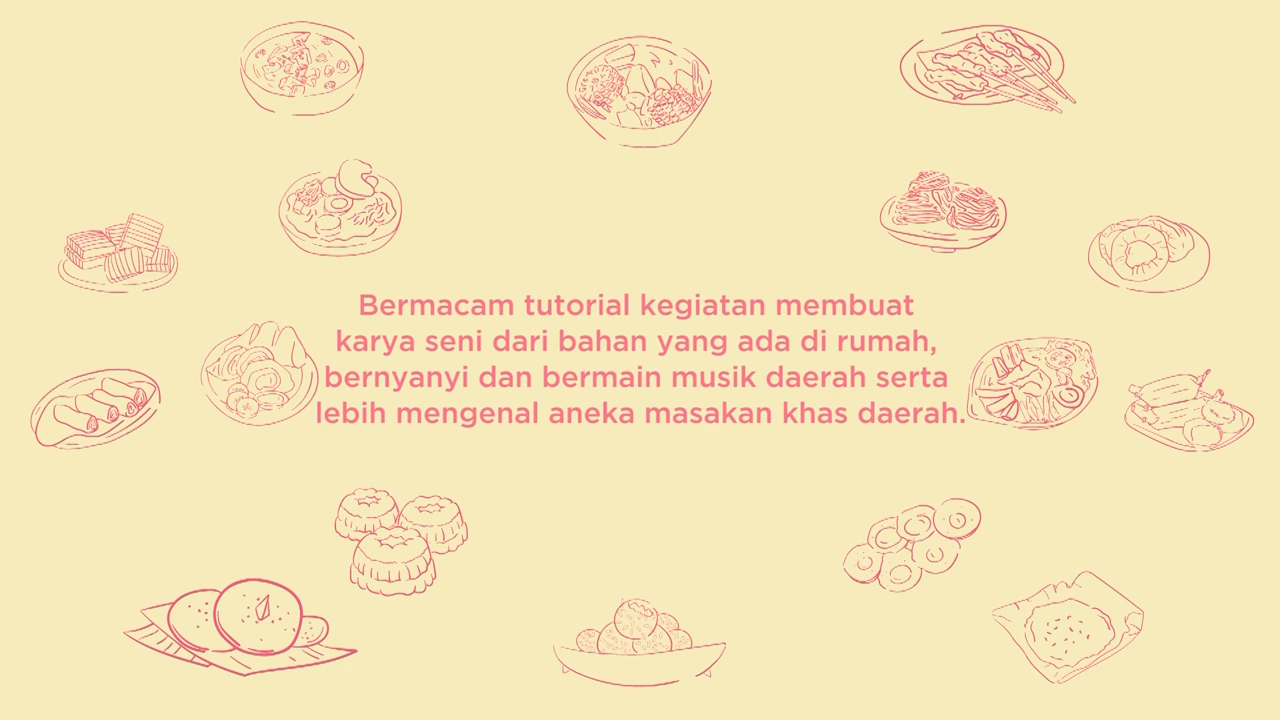 Bermacam tutorial kegiatan membuat
karya seni dari bahan yang ada di rumah,
bernyanyi dan bermain musik daerah serta
lebih mengenal aneka masakan khas daerah.